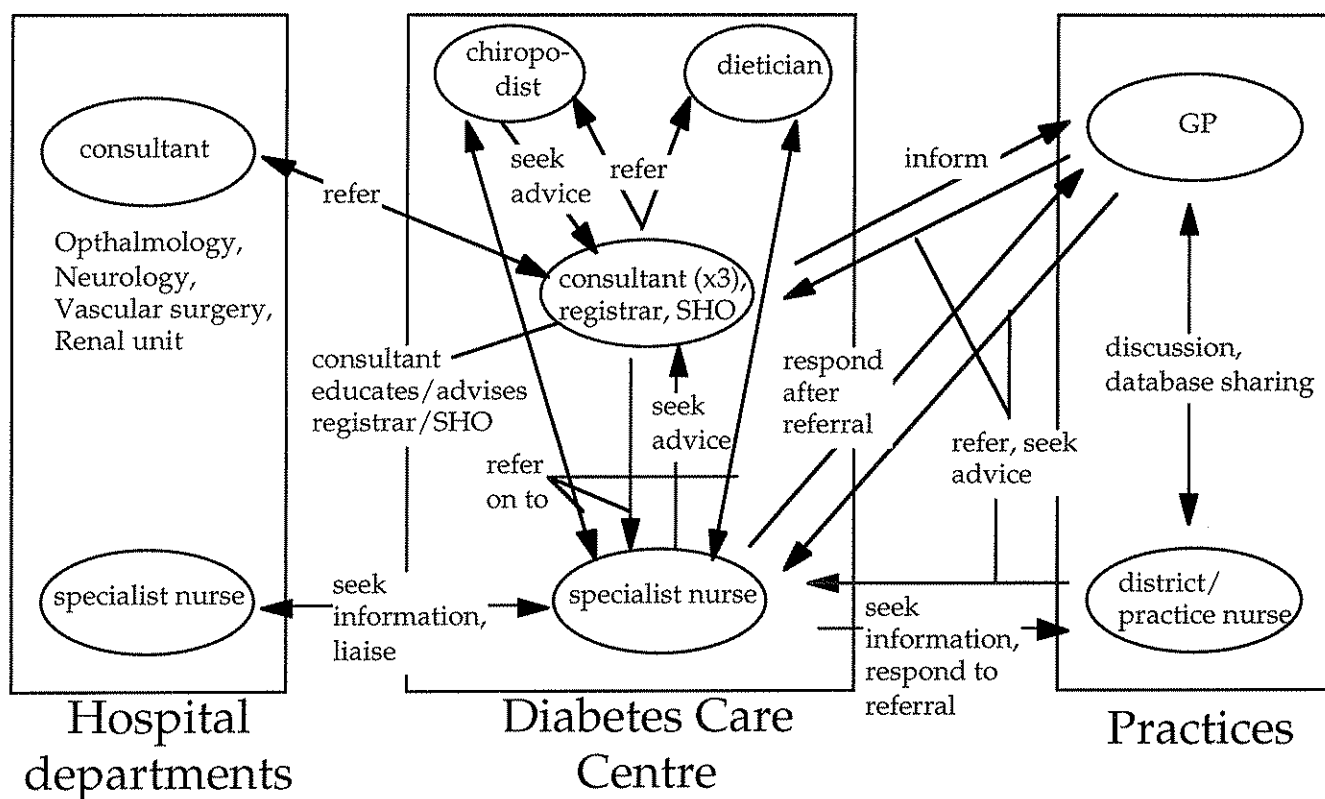 chiropo-
dist
dietician
consultant
GP
seek
advice
refer
inform
refer
Opthalmology,
Neurology,
Vascular surgery,
Renal unit
consultant (x3),
registrar, SHO
consultant
educates/advises
registrar/SHO
seek
advice
respond
after
referral
discussion,
database sharing
refer, seek
advice
refer
on to
specialist nurse
seek
information,
liaise
specialist nurse
seek
information,
respond to
referral
district/
practice nurse
Hospital
departments
Diabetes Care
Centre
Practices